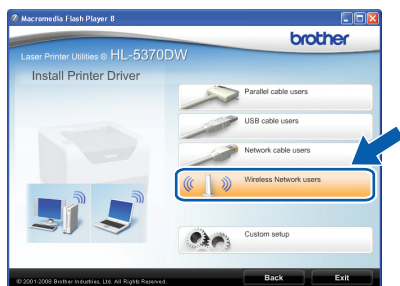 Macromedia Flash Player 8
brother
Laser Printer Utilities ® HL-5370DW
Install Printer Driver
Parallel cable users
USB cable users
Network cable users
Wireless Network users
Custom setup
© 2001-2008 Brother Industries, Ltd. All Rights Reserved.
Back
Exit